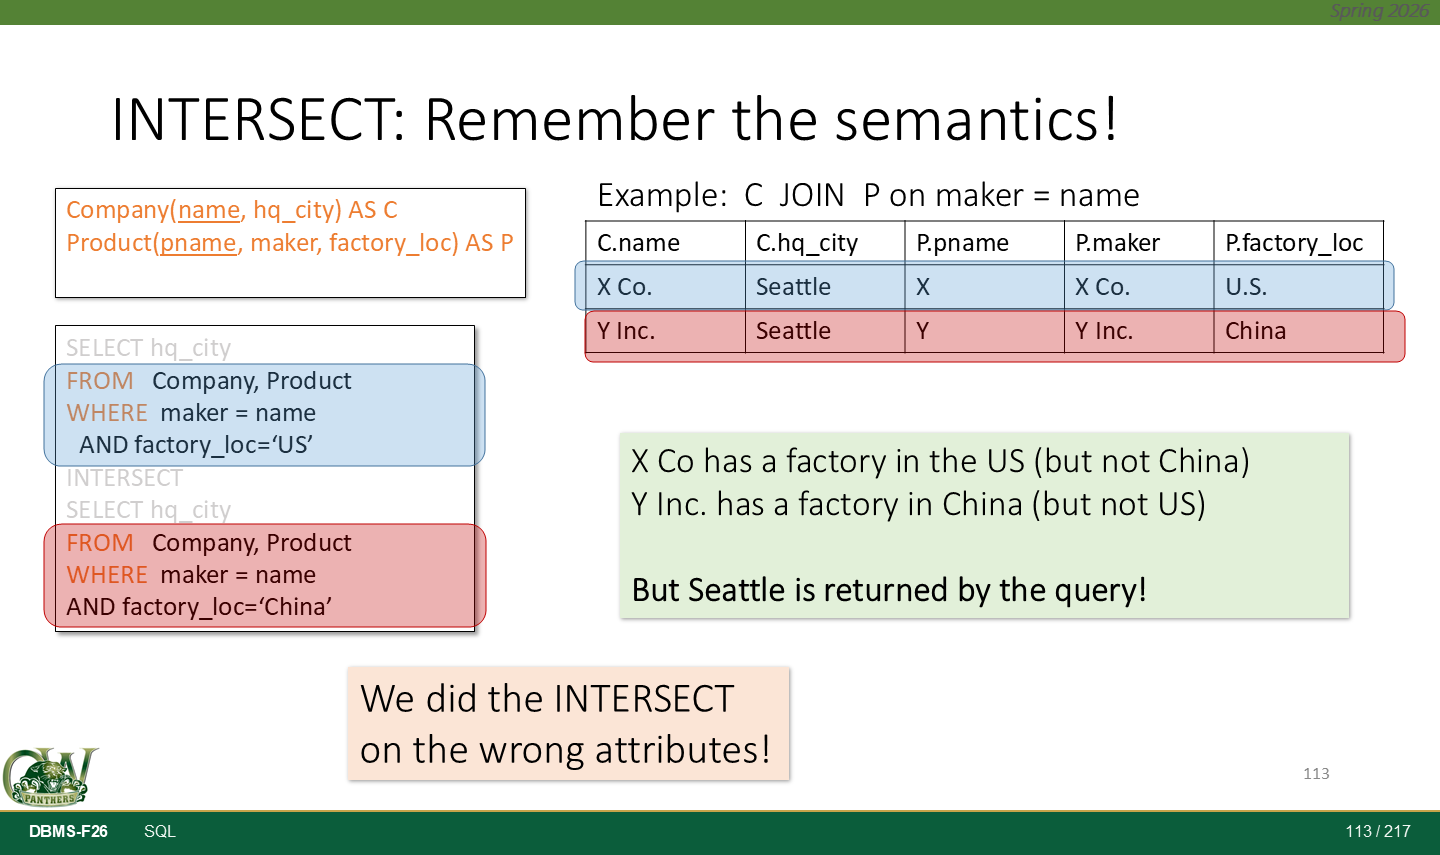 Spring 2026
INTERSECT: Remember the semantics!
Company(name, hq_city) AS C
Product(pname, maker, factory_loc) AS P
Example:  C  JOIN  P on maker = name
C.name C.hq_city P.pname P.maker P.factory_loc
X Co. Seattle X X Co. U.S.
Y Inc. Seattle Y Y Inc. China
SELECT hq_city
FROM   Company, Product
WHERE  maker = name
AND factory_loc=‘US’
INTERSECT
SELECT hq_city
FROM   Company, Product
WHERE  maker = name
AND factory_loc=‘China’
X Co has a factory in the US (but not China)
Y Inc. has a factory in China (but not US)
But Seattle is returned by the query!
We did the INTERSECT
on the wrong attributes!
113
OW
PANTHERS
DBMS-F26 SQL 113 / 217